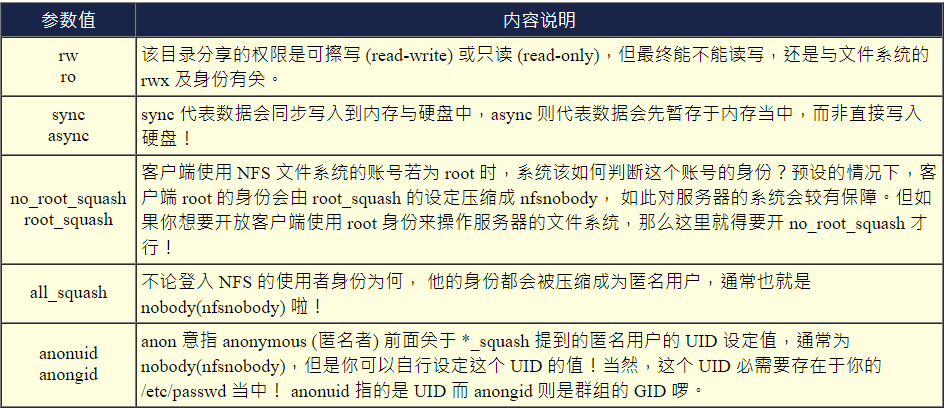 参数值 内容说明
rw
ro
该目录分享的权限是可擦写 (read-write) 或只读 (read-only)，但最终能不能读写，还是与文件系统的
rwx 及身份有关。
sync
async
sync 代表数据会同步写入到内存与硬盘中，async 则代表数据会先暂存于内存当中，而非直接写入
硬盘！
no_root_squash
root_squash
客户端使用 NFS 文件系统的账号若为 root 时，系统该如何判断这个账号的身份？预设的情况下，客
户端 root 的身份会由 root_squash 的设定压缩成 nfsnobody， 如此对服务器的系统会较有保障。但如
果你想要开放客户端使用 root 身份来操作服务器的文件系统，那么这里就得要开 no_root_squash 才
行！
all_squash
不论登入 NFS 的使用者身份为何， 他的身份都会被压缩成为匿名用户，通常也就是
nobody(nfsnobody) 啦！
anonuid
anongid
anon 意指 anonymous (匿名者) 前面关于 *_squash 提到的匿名用户的 UID 设定值，通常为
nobody(nfsnobody)，但是你可以自行设定这个 UID 的值！当然，这个 UID 必需要存在于你的
/etc/passwd 当中！ anonuid 指的是 UID 而 anongid 则是群组的 GID 啰。